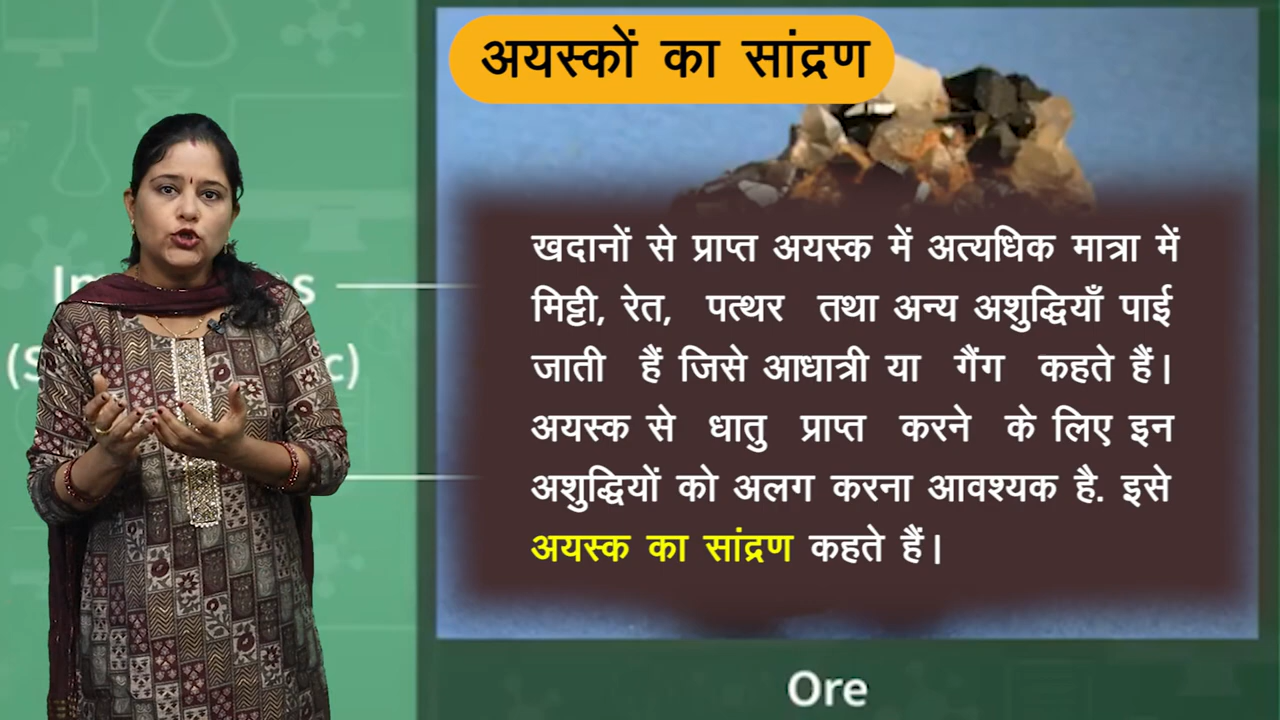 अयस्कों का सांद्रण
खदानों से प्राप्त अयस्क में अत्यधिक मात्रा में
मिट्टी, रेत, पत्थर तथा अन्य अशुद्धियाँ पाई
जाती हैं जिसे आधात्री या गैंग कहते हैं।
अयस्क से धातु प्राप्त करने के लिए इन
अशुद्धियों को अलग करना आवश्यक है. इसे
अयस्क का सांद्रण कहते हैं।
Ore